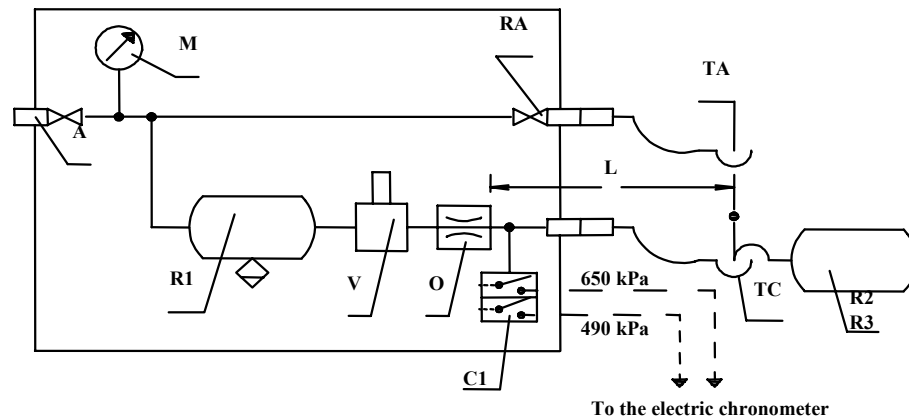 M
RA
TA
A
L
R1
V
O
650 kPa
TC
R2
R3
490 kPa
C1
To the electric chronometer